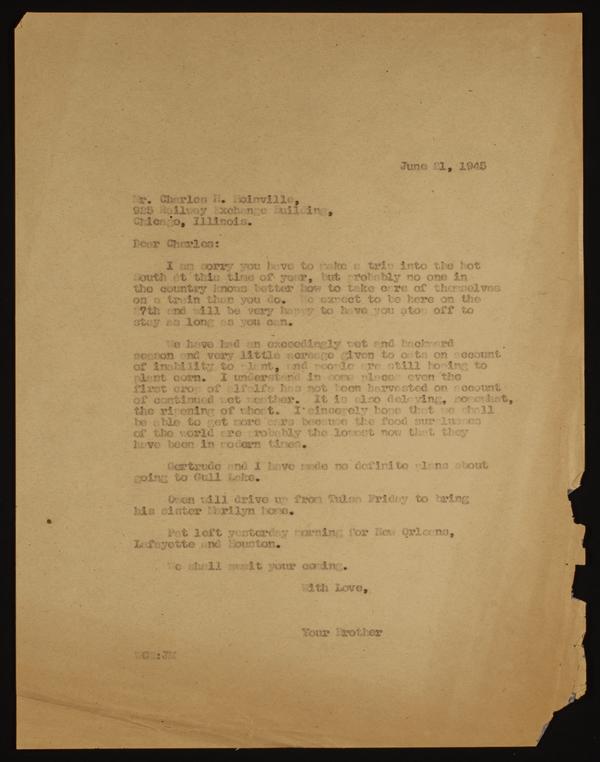 June 21, 1945
Mr. Charles H. Hoinville,
925 Railway Exchange Building,
Chicago, Illinois.
Dear Charles:
I am sorry you have to make a trip into the hot
South at this time of year, but probably no one in
the country knows better how to take care of themselves
on a train than you do. We expect to be here on the
27th and will be very happy to have you stop off to
stay as long as you can.
We have had an exceedingly wet and backward
season and very little acreage given to oats on account
of inability to plant, and people are still hoping to
plant corn. I understand in some places even the
first crop of alfalfa has not been harvested on account
of continued wet weather. It is also delaying, somewhat,
the ripening of wheat. I sincerely hope that we shall
be able to get more cars because the food surpluses
of the world are probably the lowest now that they
have been in modern times.
Gertrude and I have made no definite plans about
going to Gull Lake.
Owen will drive up from Tulsa Friday to bring
his sister Marilyn home.
Pat left yesterday morning for New Orleans,
Lafayette and Houston.
We shall await your coming.
With Love,
Your Brother
:JM